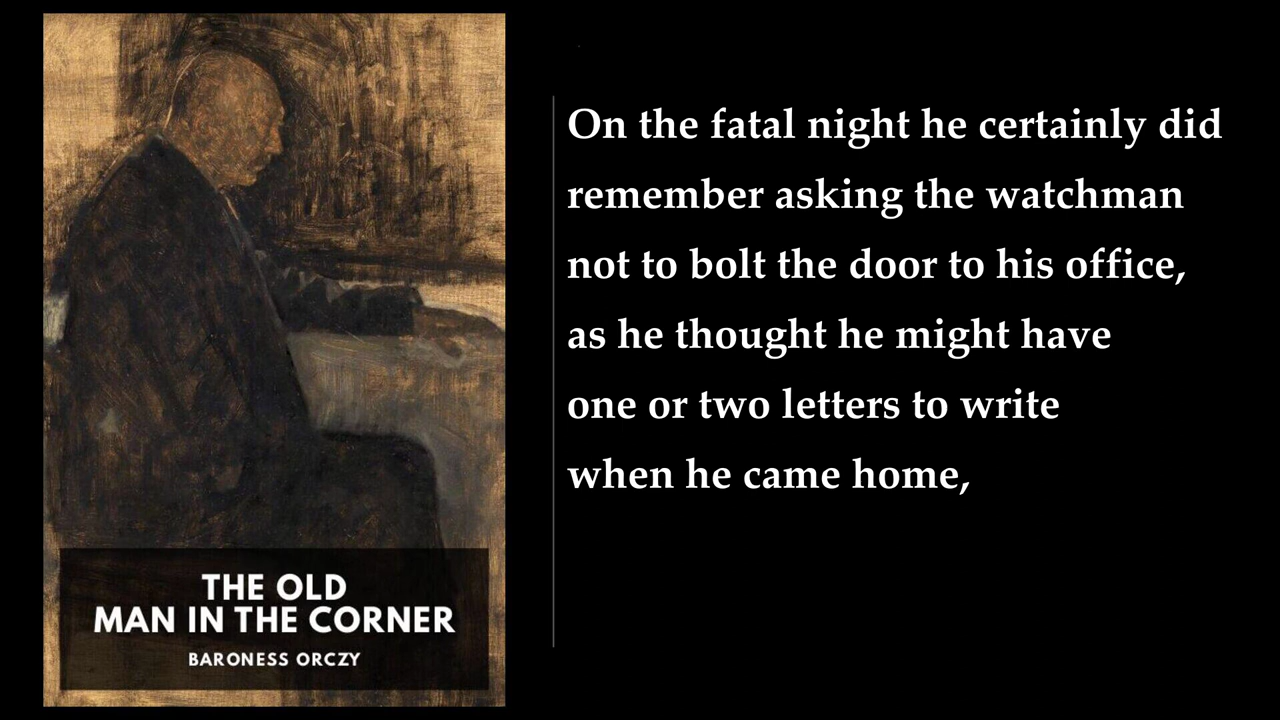 On the fatal night he certainly did
remember asking the watchman
not to bolt the door to his office,
as he thought he might have
one or two letters to write
when he came home,
THE OLD
MAN IN THE CORNER
BARONESS ORCZY